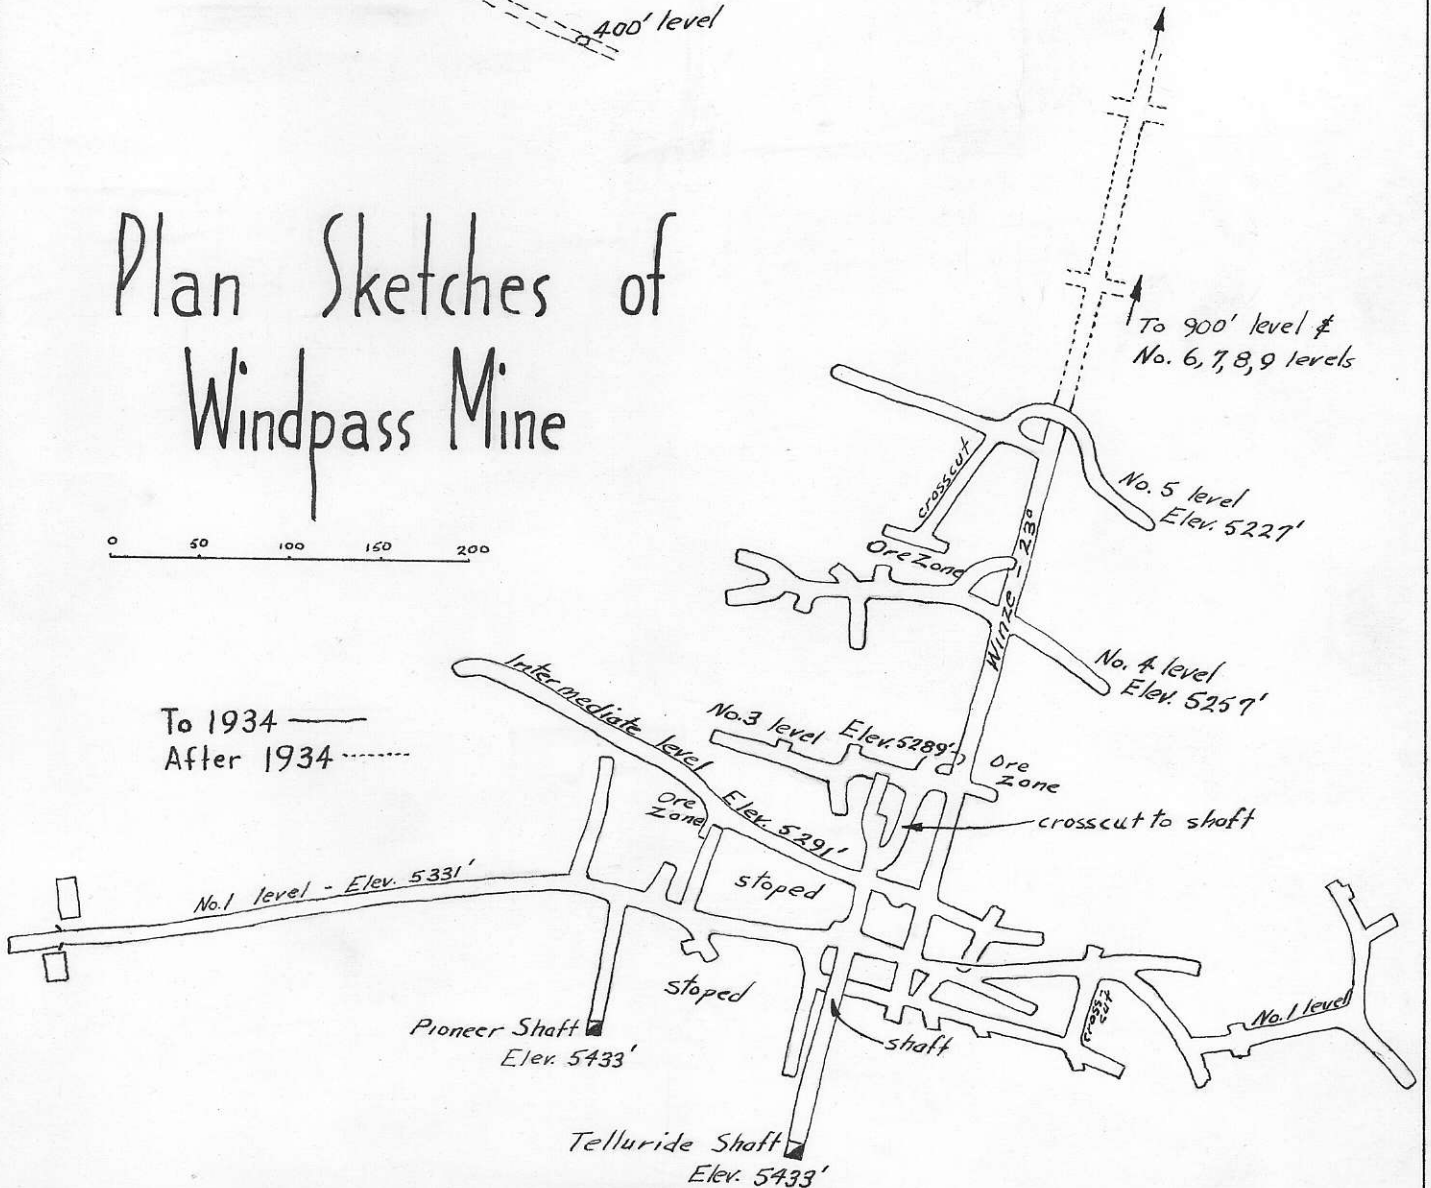 400' level
Plan Sketches of
Windpass Mine
0 50 100 150 200
To 1934
After 1934
To 900' level &
No. 6, 7, 8, 9 levels
crosscut
No. 5 level
Elev. 5227'
Ore Zone
Winze - 23°
No. 4 level
Elev. 5257'
Intermediate level Elev. 5291'
No. 3 level Elev. 5289'
Ore
Zone
Ore
Zone
crosscut to shaft
stoped
No. 1 level - Elev. 5331'
stoped
cross-
cut
No. 1 level
shaft
Pioneer Shaft
Elev. 5433'
Telluride Shaft
Elev. 5433'